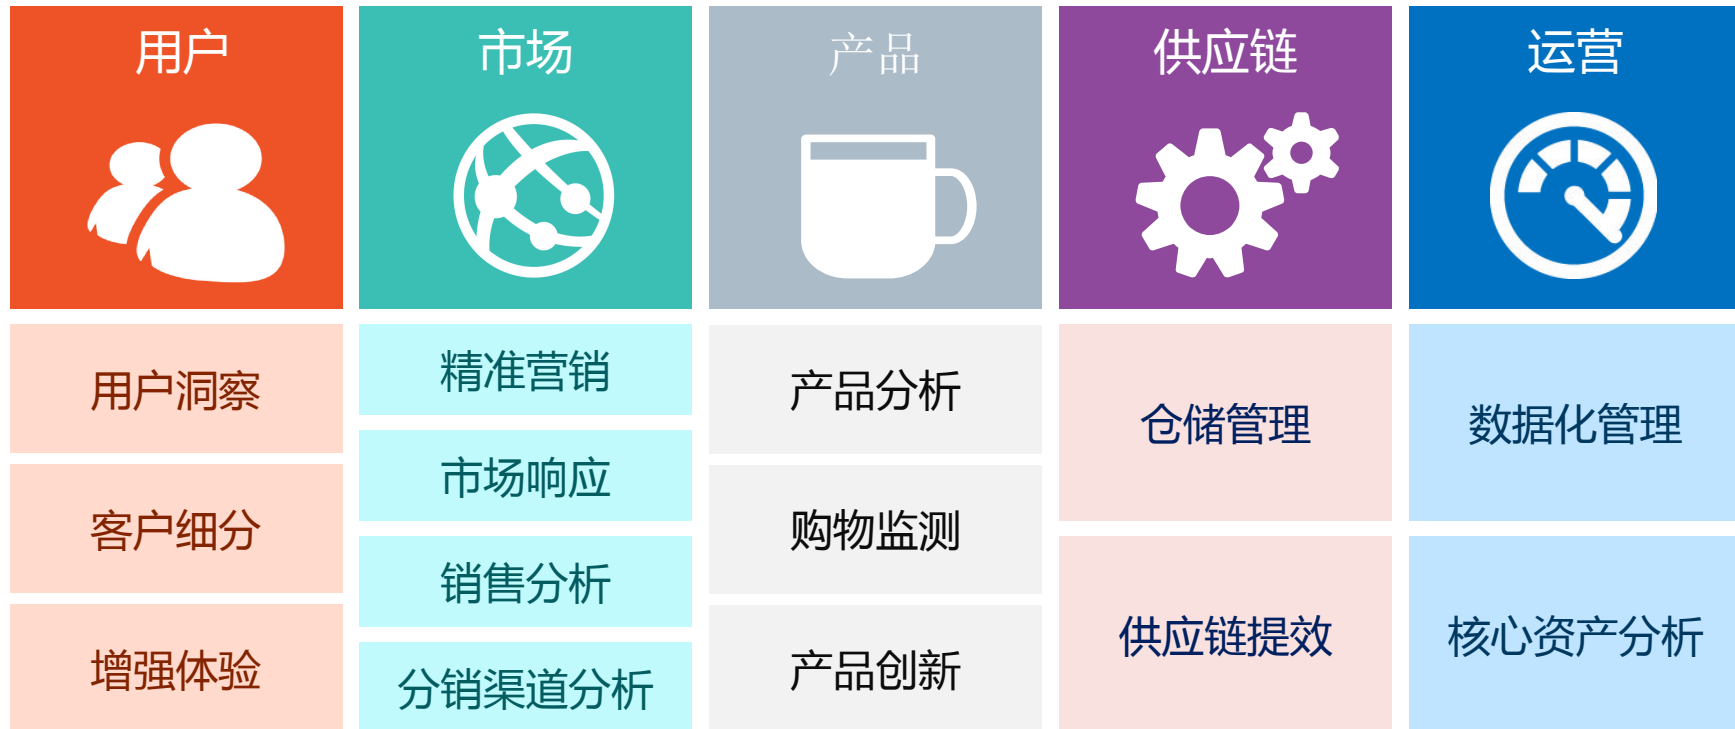 用户
用户洞察
客户细分
增强体验
市场
精准营销
市场响应
销售分析
分销渠道分析
产品
产品分析
购物监测
产品创新
供应链
仓储管理
供应链提效
运营
数据化管理
核心资产分析